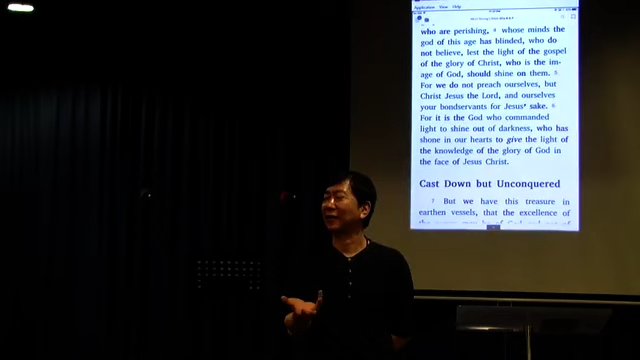 Application View Help
who are perishing, 4 whose minds the
god of this age has blinded, who do
not believe, lest the light of the gospel
of the glory of Christ, who is the im-
age of God, should shine on them. 5
For we do not preach ourselves, but
Christ Jesus the Lord, and ourselves
your bondservants for Jesus' sake. 6
For it is the God who commanded
light to shine out of darkness, who has
shone in our hearts to give the light of
the knowledge of the glory of God in
the face of Jesus Christ.
Cast Down but Unconquered
7 But we have this treasure in
earthen vessels, that the excellence of